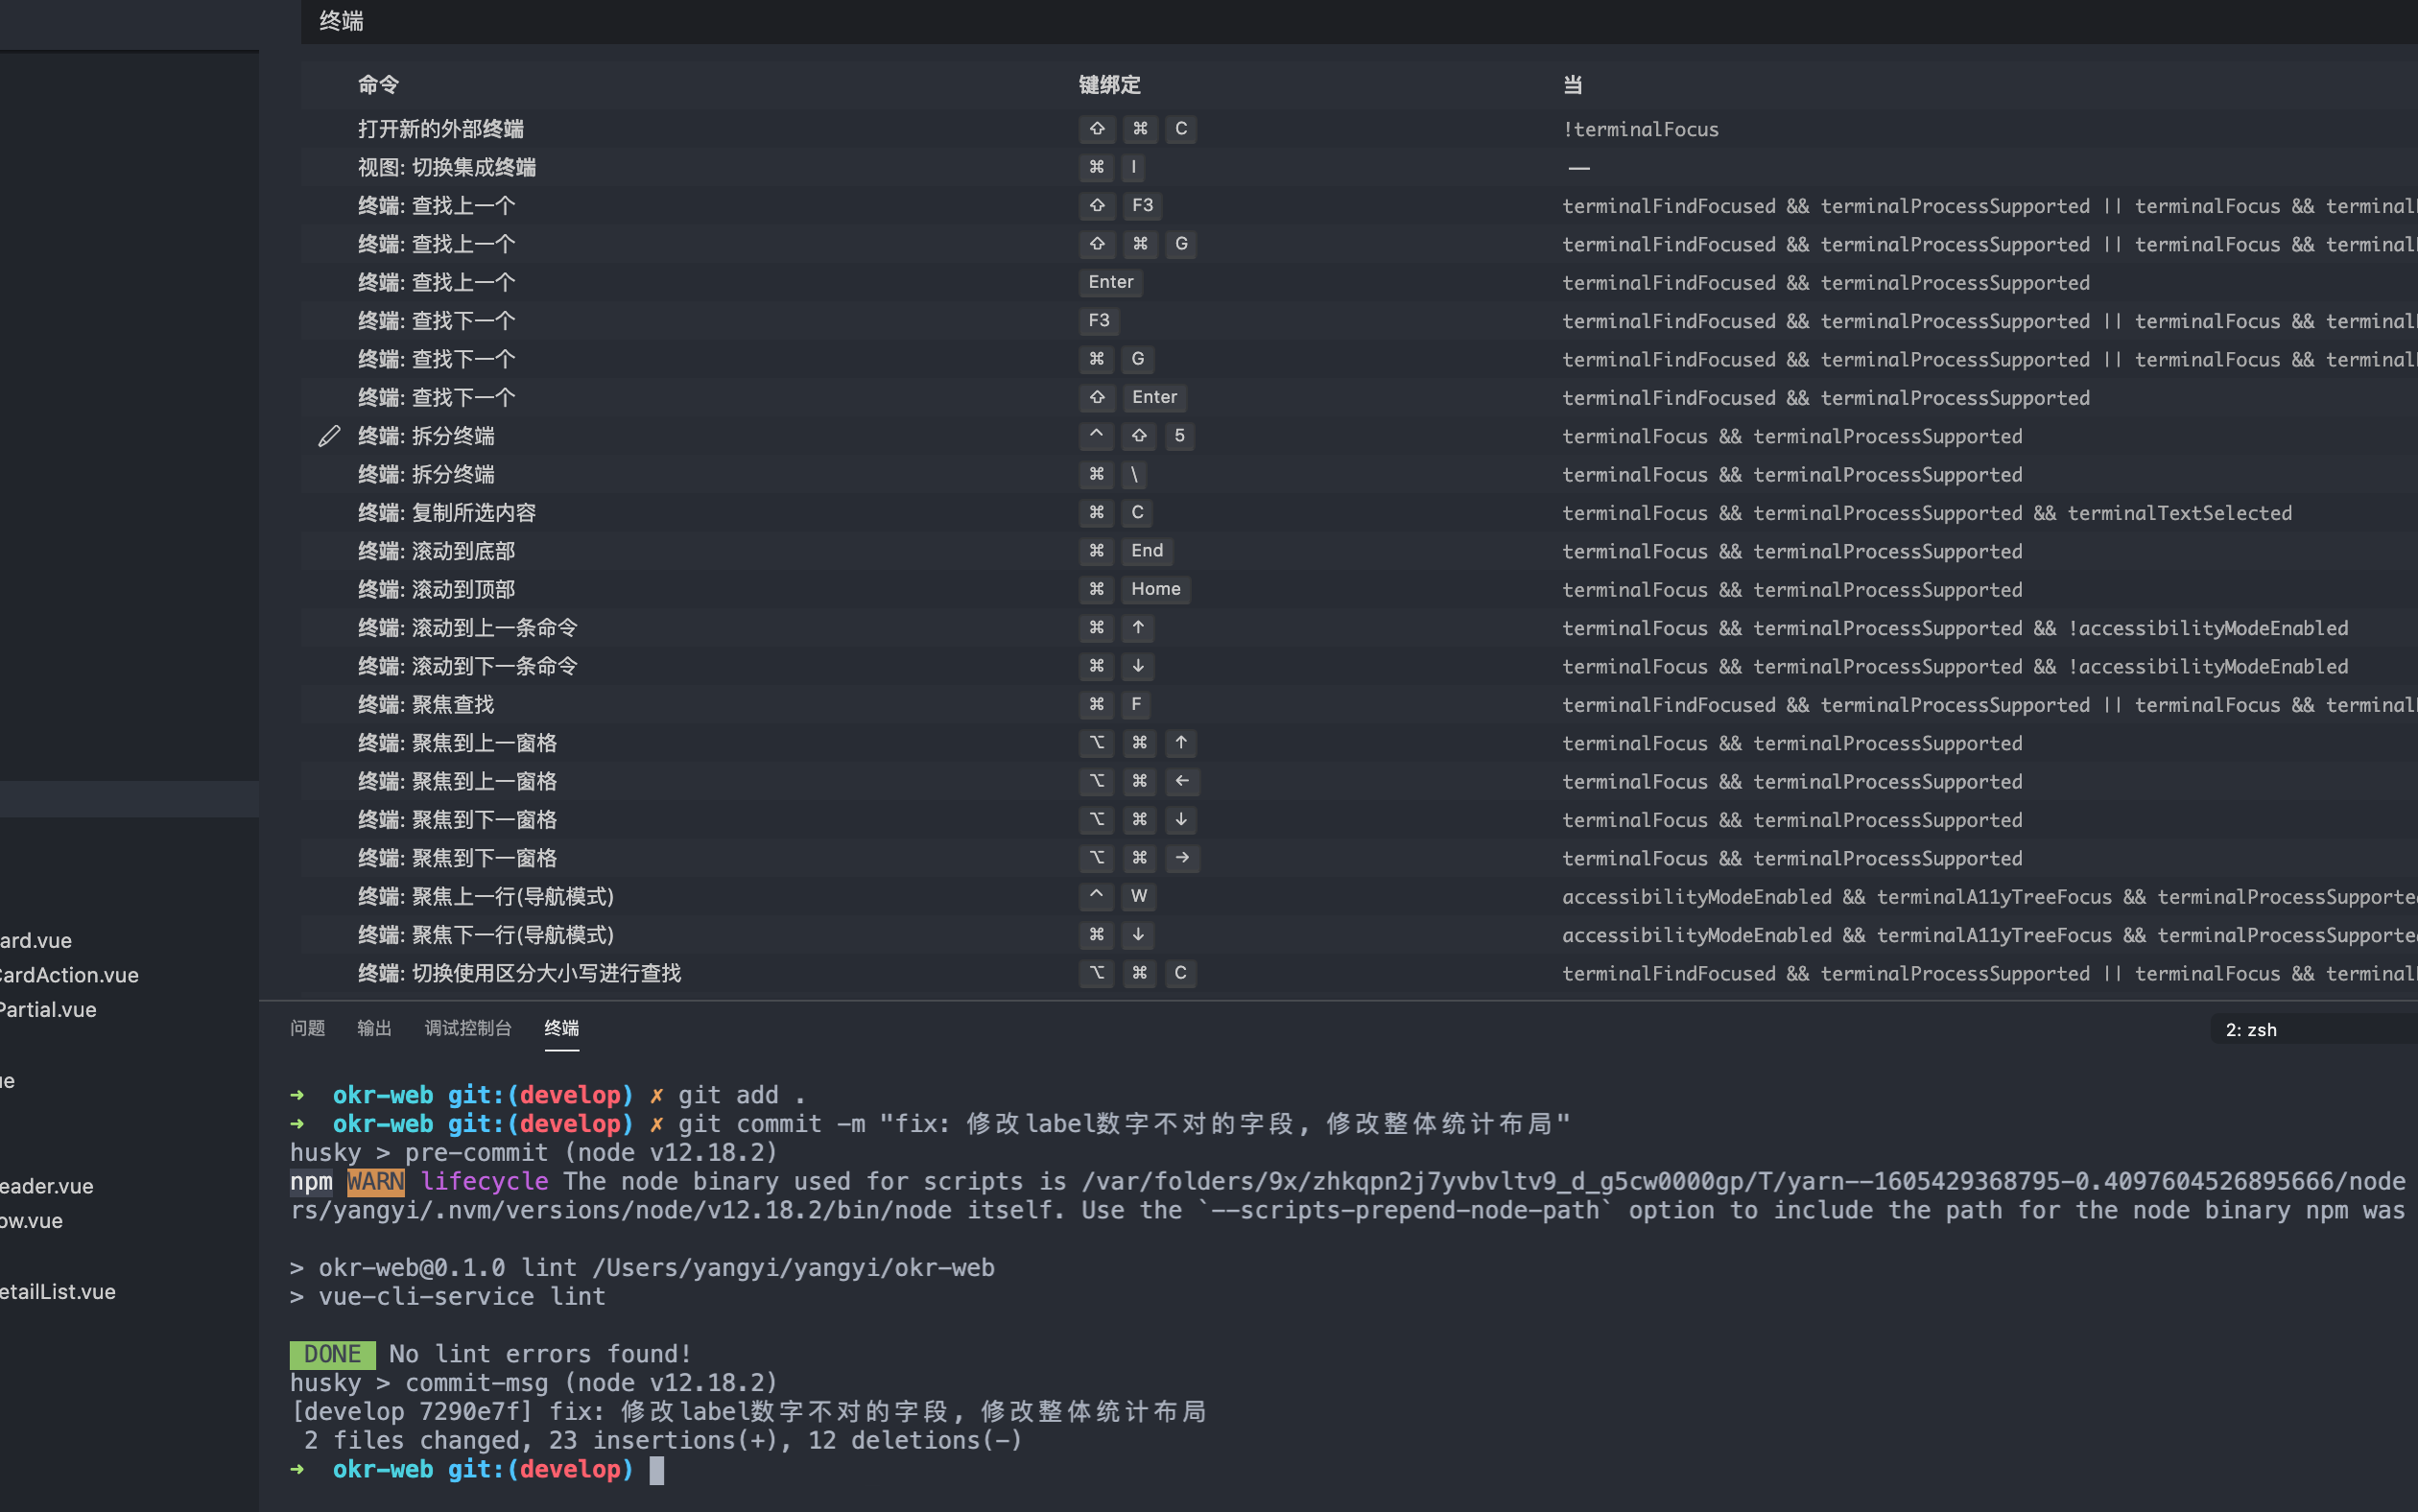 终端
命令 键绑定 当
打开新的外部终端 ⇧ ⌘ C !terminalFocus
视图: 切换集成终端 ⌘ I —
终端: 查找上一个 ⇧ F3 terminalFindFocused && terminalProcessSupported || terminalFocus && terminal
终端: 查找上一个 ⇧ ⌘ G terminalFindFocused && terminalProcessSupported || terminalFocus && terminal
终端: 查找上一个 Enter terminalFindFocused && terminalProcessSupported
终端: 查找下一个 F3 terminalFindFocused && terminalProcessSupported || terminalFocus && terminal
终端: 查找下一个 ⌘ G terminalFindFocused && terminalProcessSupported || terminalFocus && terminal
终端: 查找下一个 ⇧ Enter terminalFindFocused && terminalProcessSupported
终端: 拆分终端 ^ ⇧ 5 terminalFocus && terminalProcessSupported
终端: 拆分终端 ⌘ \ terminalFocus && terminalProcessSupported
终端: 复制所选内容 ⌘ C terminalFocus && terminalProcessSupported && terminalTextSelected
终端: 滚动到底部 ⌘ End terminalFocus && terminalProcessSupported
终端: 滚动到顶部 ⌘ Home terminalFocus && terminalProcessSupported
终端: 滚动到上一条命令 ⌘ ↑ terminalFocus && terminalProcessSupported && !accessibilityModeEnabled
终端: 滚动到下一条命令 ⌘ ↓ terminalFocus && terminalProcessSupported && !accessibilityModeEnabled
终端: 聚焦查找 ⌘ F terminalFindFocused && terminalProcessSupported || terminalFocus && terminal
终端: 聚焦到上一窗格 ⌥ ⌘ ↑ terminalFocus && terminalProcessSupported
终端: 聚焦到上一窗格 ⌥ ⌘ ← terminalFocus && terminalProcessSupported
终端: 聚焦到下一窗格 ⌥ ⌘ ↓ terminalFocus && terminalProcessSupported
终端: 聚焦到下一窗格 ⌥ ⌘ → terminalFocus && terminalProcessSupported
终端: 聚焦上一行(导航模式) ^ W accessibilityModeEnabled && terminalA11yTreeFocus && terminalProcessSupporte
终端: 聚焦下一行(导航模式) ⌘ ↓ accessibilityModeEnabled && terminalA11yTreeFocus && terminalProcessSupporte
终端: 切换使用区分大小写进行查找 ⌥ ⌘ C terminalFindFocused && terminalProcessSupported || terminalFocus && terminal
ard.vue
CardAction.vue
Partial.vue
ue
eader.vue
ow.vue
etailList.vue
问题 输出 调试控制台 终端 2: zsh
➜ okr-web git:(develop) ✗ git add .
➜ okr-web git:(develop) ✗ git commit -m "fix: 修改label数字不对的字段, 修改整体统计布局"
husky > pre-commit (node v12.18.2)
npm WARN lifecycle The node binary used for scripts is /var/folders/9x/zhkqpn2j7yvbvltv9_d_g5cw0000gp/T/yarn--1605429368795-0.4097604526895666/node
rs/yangyi/.nvm/versions/node/v12.18.2/bin/node itself. Use the `--scripts-prepend-node-path` option to include the path for the node binary npm was
> okr-web@0.1.0 lint /Users/yangyi/yangyi/okr-web
> vue-cli-service lint
DONE No lint errors found!
husky > commit-msg (node v12.18.2)
[develop 7290e7f] fix: 修改label数字不对的字段, 修改整体统计布局
2 files changed, 23 insertions(+), 12 deletions(-)
➜ okr-web git:(develop)